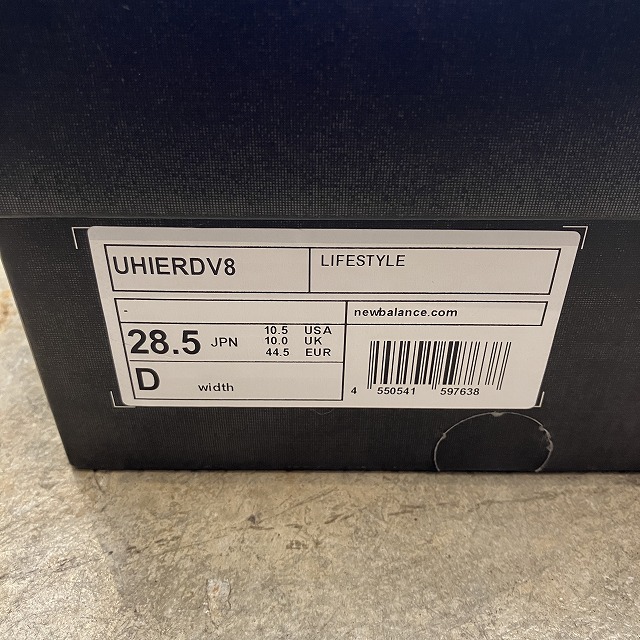 UHIERDV8
LIFESTYLE
-
newbalance.com
28.5 JPN
10.5 USA
10.0 UK
44.5 EUR
D width
4 550541 597638